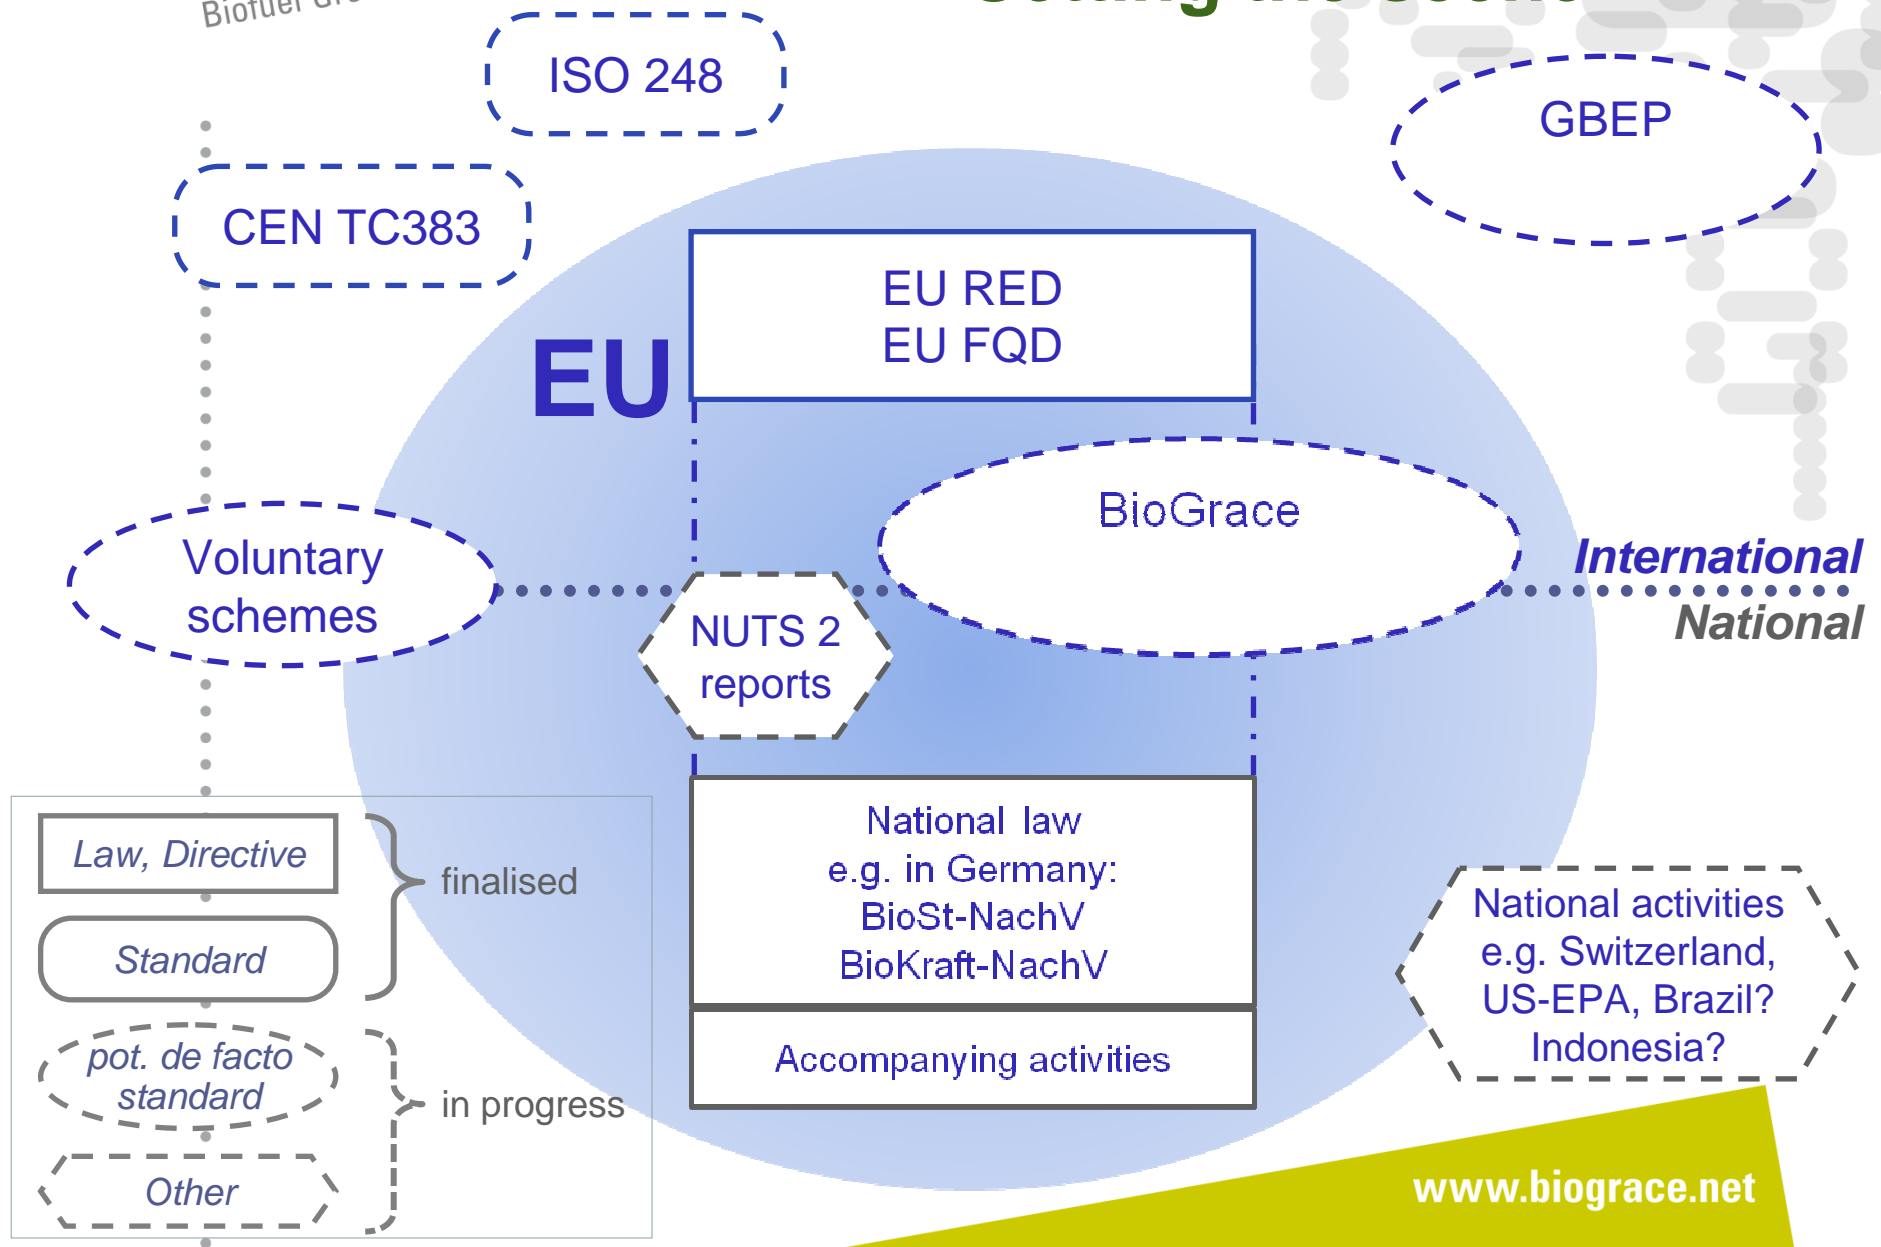 Biofuel
ISO 248
GBEP
CEN TC383
EU RED
EU FQD
EU
BioGrace
Voluntary
schemes
International
National
NUTS 2
reports
National law
e.g. in Germany:
BioSt-NachV
BioKraft-NachV
Accompanying activities
Law, Directive
finalised
Standard
pot. de facto
standard
in progress
Other
National activities
e.g. Switzerland,
US-EPA, Brazil?
Indonesia?
www.biograce.net